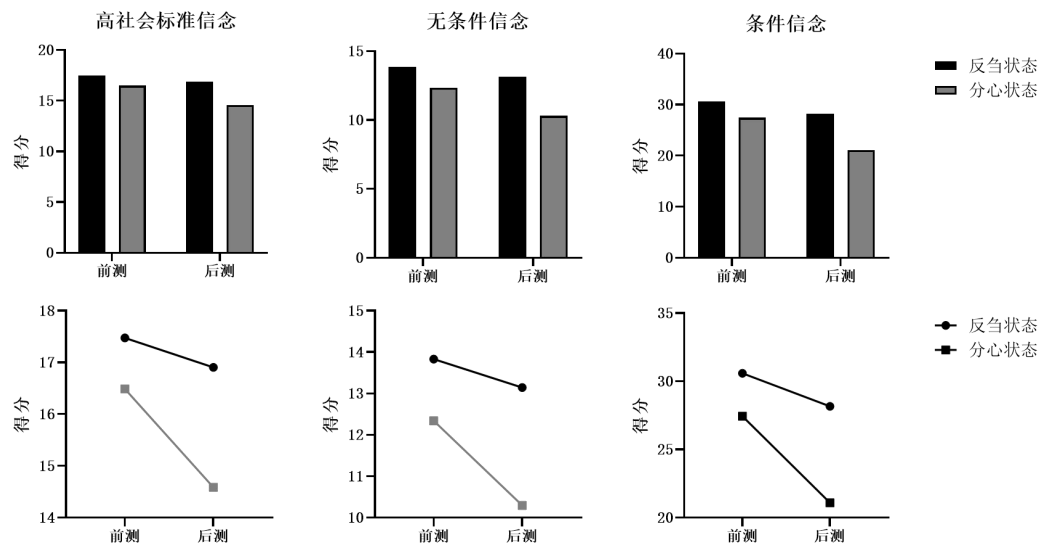 高社会标准信念
无条件信念
条件信念
20
15
10
5
0
得分
前测
后测
15
10
5
0
得分
前测
后测
40
30
20
10
0
得分
前测
后测
反刍状态
分心状态
18
17
16
15
14
得分
前测
后测
15
14
13
12
11
10
得分
前测
后测
35
30
25
20
得分
前测
后测
反刍状态
分心状态